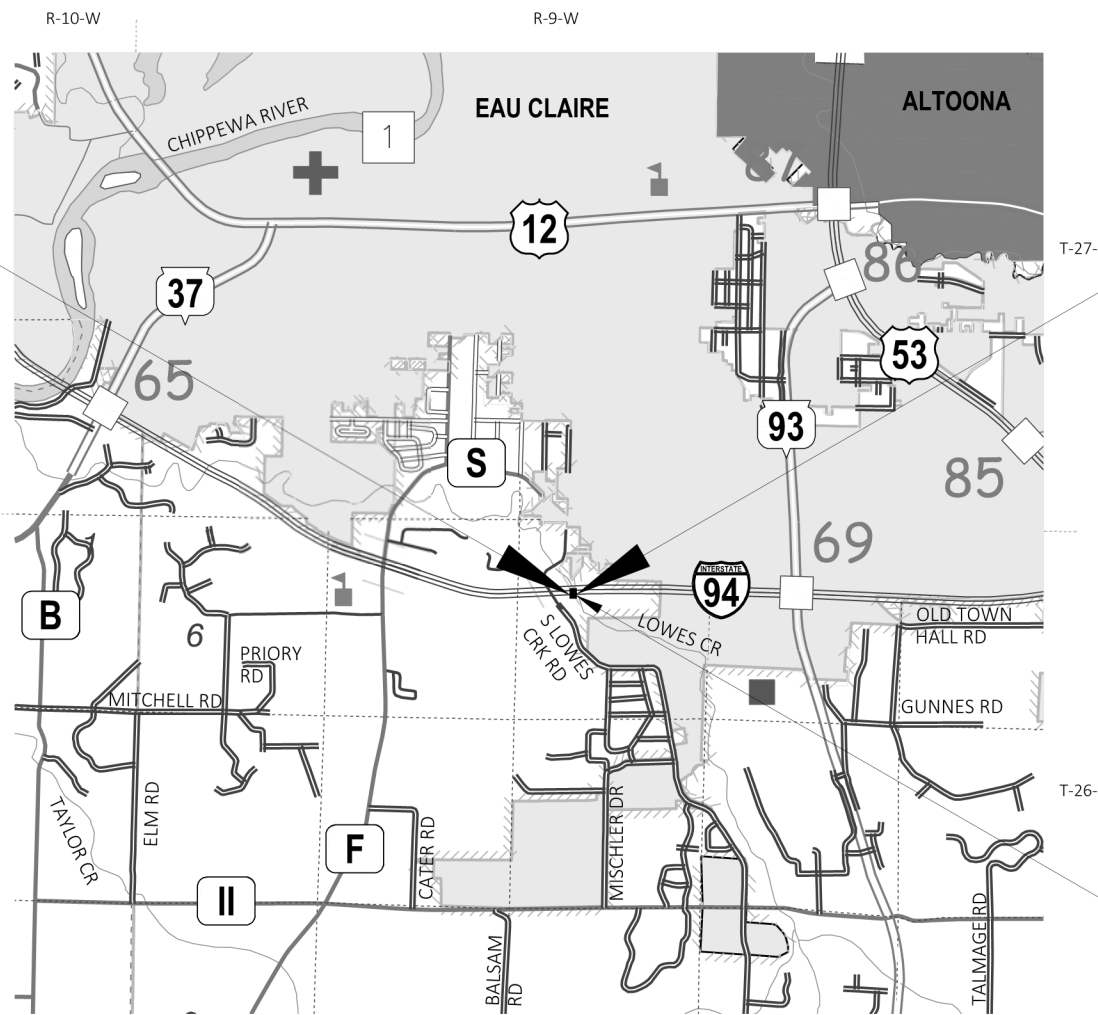 R-10-W
R-9-W
EAU CLAIRE
ALTOONA
CHIPPEWA RIVER
1
12
T-27-
86
37
53
65
93
S
85
69
INTERSTATE
94
B
OLD TOWN
HALL RD
LOWES CR
S LOWES
CRK RD
6
PRIORY
RD
MITCHELL RD
GUNNES RD
T-26-
TAYLOR CR
ELM RD
F
CATER RD
MISCHLER DR
II
BALSAM
RD
TALMAGE RD